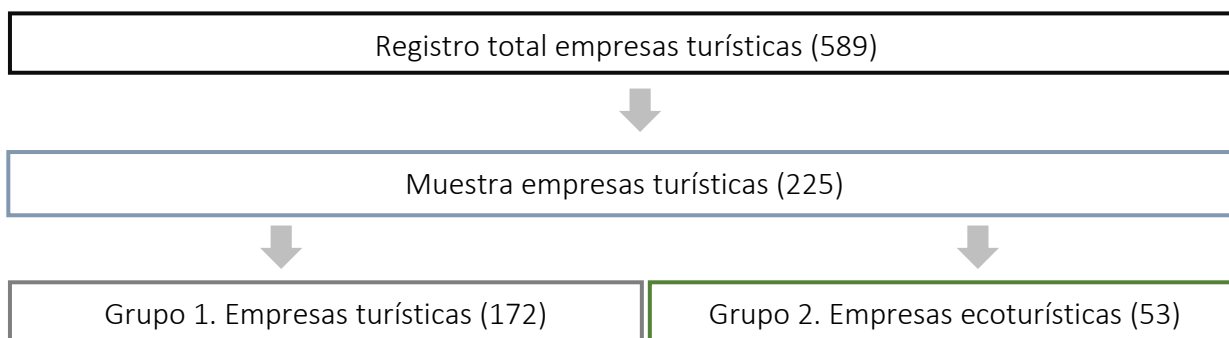 Registro total empresas turísticas (589)
Muestra empresas turísticas (225)
Grupo 1. Empresas turísticas (172)
Grupo 2. Empresas ecoturísticas (53)